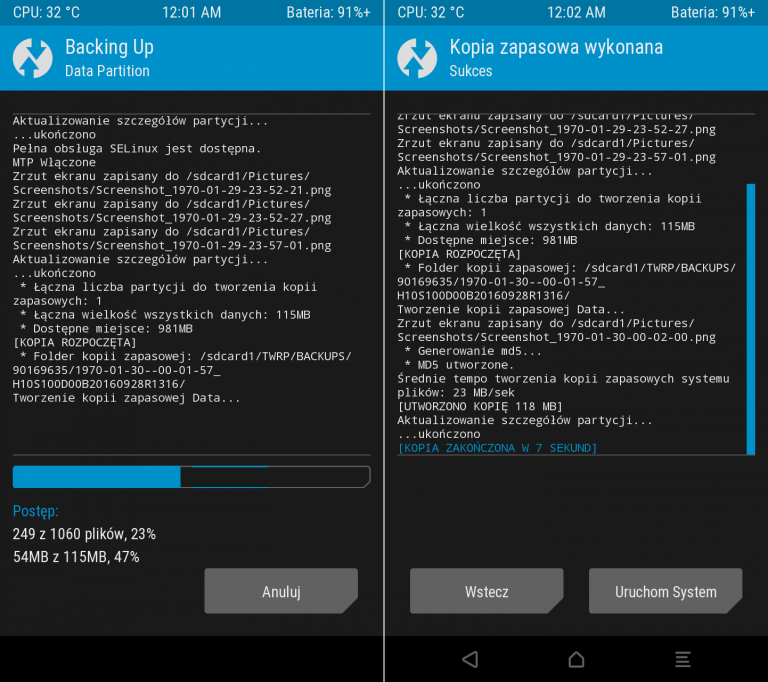 CPU: 32 °C 12:01 AM Bateria: 91%+
Backing Up
Data Partition
Aktualizowanie szczegółów partycji...
...ukończono
Pełna obsługa SELinux jest dostępna.
MTP Włączone
Zrzut ekranu zapisany do /sdcard1/Pictures/
Screenshots/Screenshot_1970-01-29-23-52-21.png
Zrzut ekranu zapisany do /sdcard1/Pictures/
Screenshots/Screenshot_1970-01-29-23-52-27.png
Zrzut ekranu zapisany do /sdcard1/Pictures/
Screenshots/Screenshot_1970-01-29-23-57-01.png
Aktualizowanie szczegółów partycji...
...ukończono
* Łączna liczba partycji do tworzenia kopii
zapasowych: 1
* Łączna wielkość wszystkich danych: 115MB
* Dostępne miejsce: 981MB
[KOPIA ROZPOCZĘTA]
* Folder kopii zapasowej: /sdcard1/TWRP/BACKUPS/
90169635/1970-01-30--00-01-57_
H10S100D00B20160928R1316/
Tworzenie kopii zapasowej Data...
Postęp:
249 z 1060 plików, 23%
54MB z 115MB, 47%
Anuluj
CPU: 32 °C 12:02 AM Bateria: 91%+
Kopia zapasowa wykonana
Sukces
Zrzut ekranu zapisany do /sdcard1/Pictures/
Screenshots/Screenshot_1970-01-29-23-52-27.png
Zrzut ekranu zapisany do /sdcard1/Pictures/
Screenshots/Screenshot_1970-01-29-23-57-01.png
Aktualizowanie szczegółów partycji...
...ukończono
* Łączna liczba partycji do tworzenia kopii
zapasowych: 1
* Łączna wielkość wszystkich danych: 115MB
* Dostępne miejsce: 981MB
[KOPIA ROZPOCZĘTA]
* Folder kopii zapasowej: /sdcard1/TWRP/BACKUPS/
90169635/1970-01-30--00-01-57_
H10S100D00B20160928R1316/
Tworzenie kopii zapasowej Data...
Zrzut ekranu zapisany do /sdcard1/Pictures/
Screenshots/Screenshot_1970-01-30-00-02-00.png
* Generowanie md5...
* MD5 utworzone.
Średnie tempo tworzenia kopii zapasowych systemu
plików: 23 MB/sek
[UTWORZONO KOPIĘ 118 MB]
Aktualizowanie szczegółów partycji...
...ukończono
[KOPIA ZAKOŃCZONA W 7 SEKUND]
Wstecz
Uruchom System